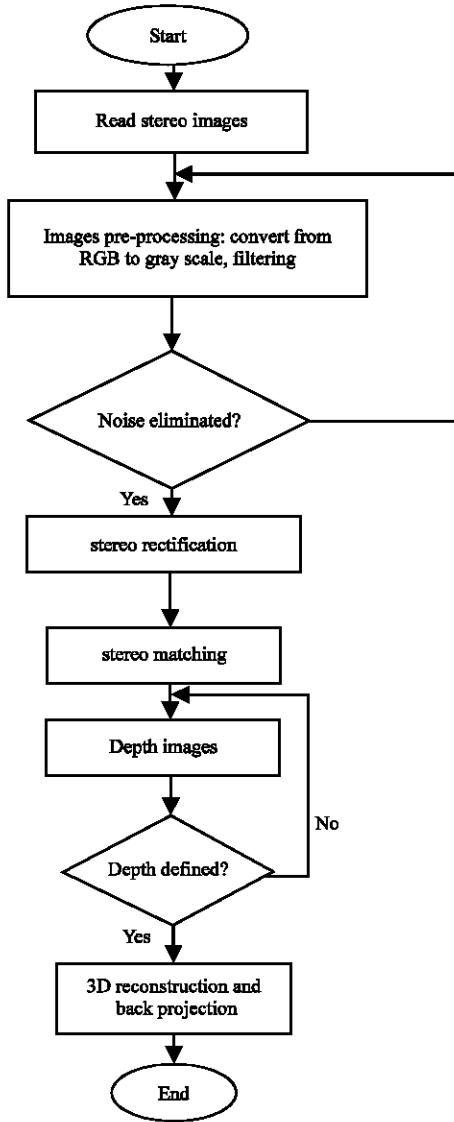 Start
Read stereo images
Images pre-processing: convert from
RGB to gray scale, filtering
Noise eliminated?
Yes
stereo rectification
stereo matching
Depth images
No
Depth defined?
Yes
3D reconstruction and
back projection
End